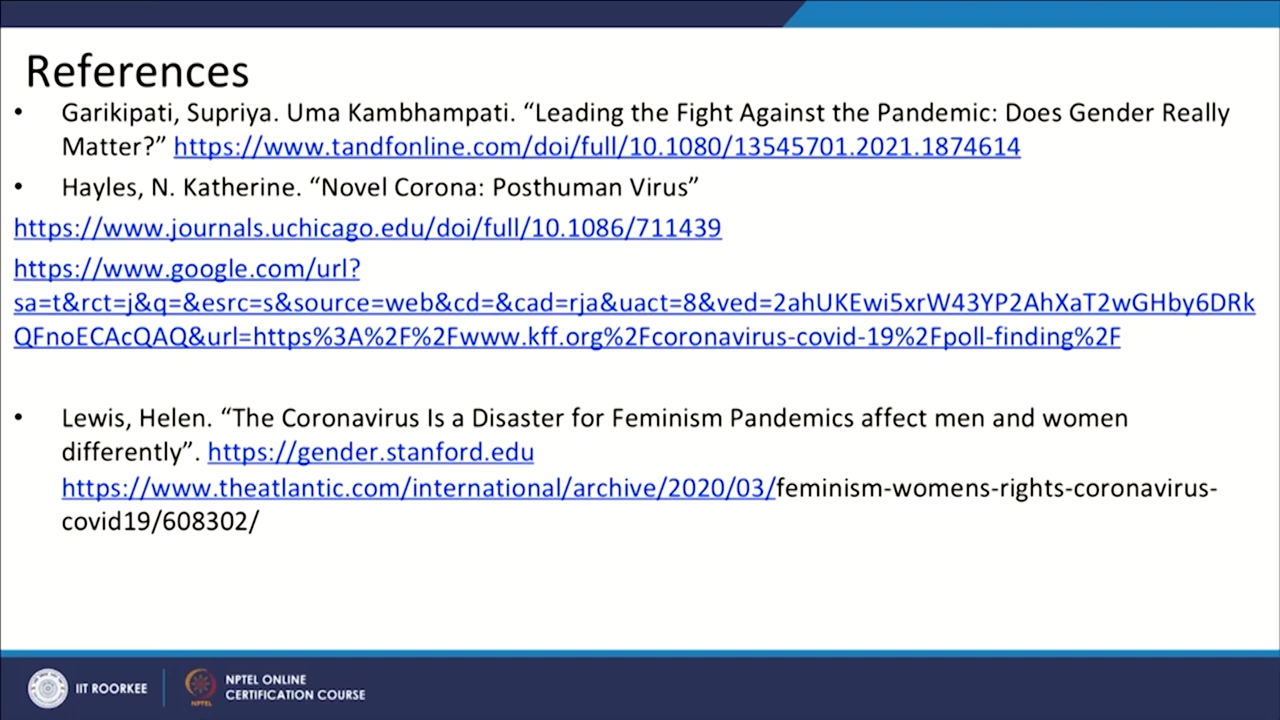 References
• Garikipati, Supriya. Uma Kambhampati. “Leading the Fight Against the Pandemic: Does Gender Really
Matter?” https://www.tandfonline.com/doi/full/10.1080/13545701.2021.1874614
• Hayles, N. Katherine. “Novel Corona: Posthuman Virus”
https://www.journals.uchicago.edu/doi/full/10.1086/711439
https://www.google.com/url?
sa=t&rct=j&q=&esrc=s&source=web&cd=&cad=rja&uact=8&ved=2ahUKEwi5xrW43YP2AhXaT2wGHby6DRk
QFnoECAcQAQ&url=https%3A%2F%2Fwww.kff.org%2Fcoronavirus-covid-19%2Fpoll-finding%2F
• Lewis, Helen. “The Coronavirus Is a Disaster for Feminism Pandemics affect men and women
differently”. https://gender.stanford.edu
https://www.theatlantic.com/international/archive/2020/03/feminism-womens-rights-coronavirus-
covid19/608302/
IIT ROORKEE
NPTEL
NPTEL ONLINE
CERTIFICATION COURSE